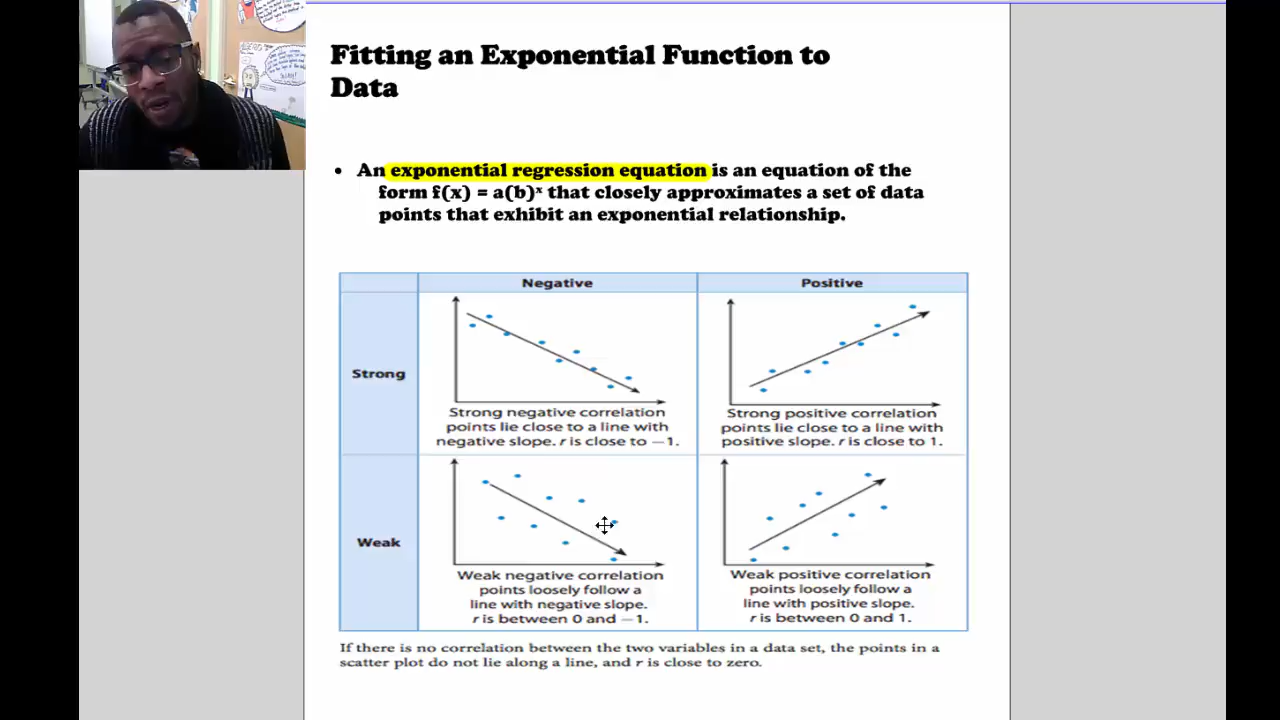 Fitting an Exponential Function to
Data
• An exponential regression equation is an equation of the
form f(x) = a(b)ˣ that closely approximates a set of data
points that exhibit an exponential relationship.
Negative
Positive
Strong
Strong negative correlation
points lie close to a line with
negative slope. r is close to −1.
Strong positive correlation
points lie close to a line with
positive slope. r is close to 1.
Weak
Weak negative correlation
points loosely follow a
line with negative slope.
r is between 0 and −1.
Weak positive correlation
points loosely follow a
line with positive slope.
r is between 0 and 1.
If there is no correlation between the two variables in a data set, the points in a
scatter plot do not lie along a line, and r is close to zero.